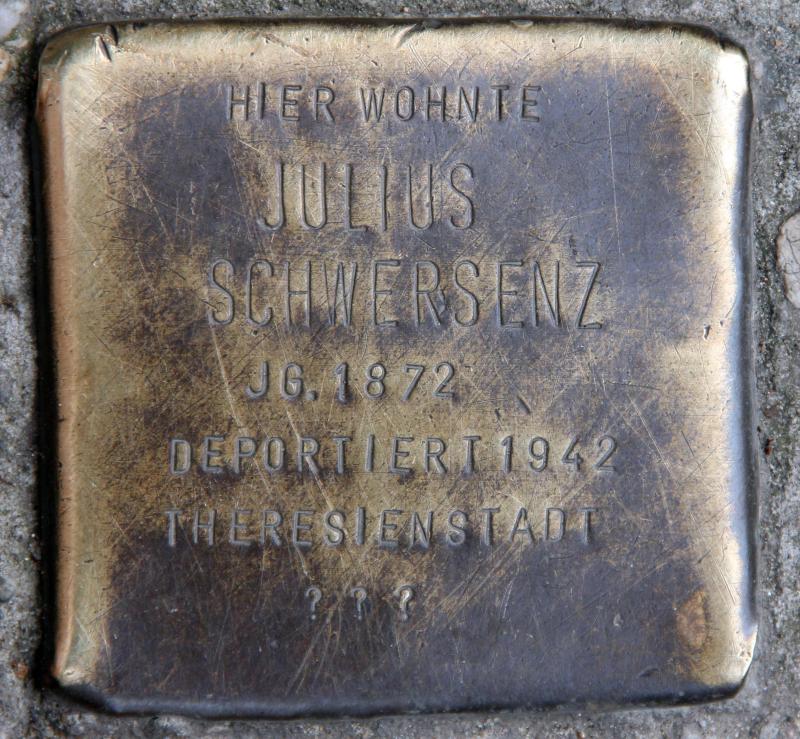 HIER WOHNTE
JULIUS
SCHWERSENZ
JG. 1872
DEPORTIERT 1942
THERESIENSTADT
? ? ?